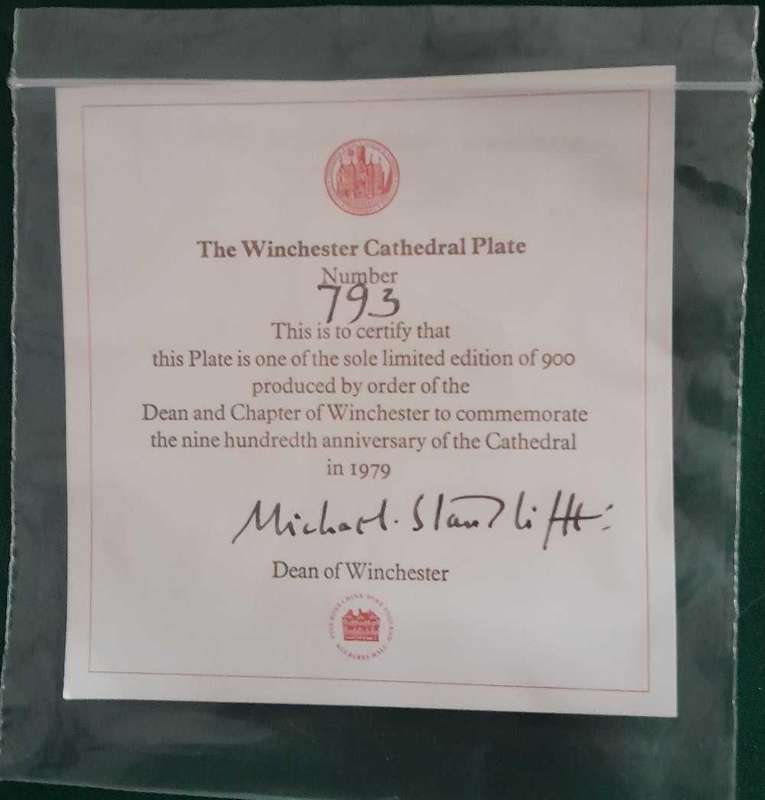 The Winchester Cathedral Plate
Number
793
This is to certify that
this Plate is one of the sole limited edition of 900
produced by order of the
Dean and Chapter of Winchester to commemorate
the nine hundredth anniversary of the Cathedral
in 1979
Michael
Dean of Winchester